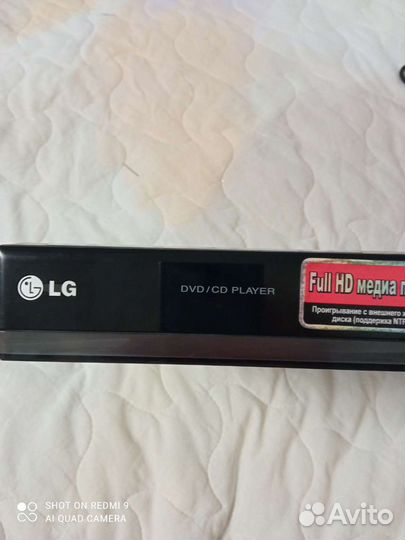 LG
DVD/CD PLAYER
Full HD медиа
Проигрывание с внешнего
диска (поддержка NTF
SHOT ON REDMI 9
AI QUAD CAMERA
Avito